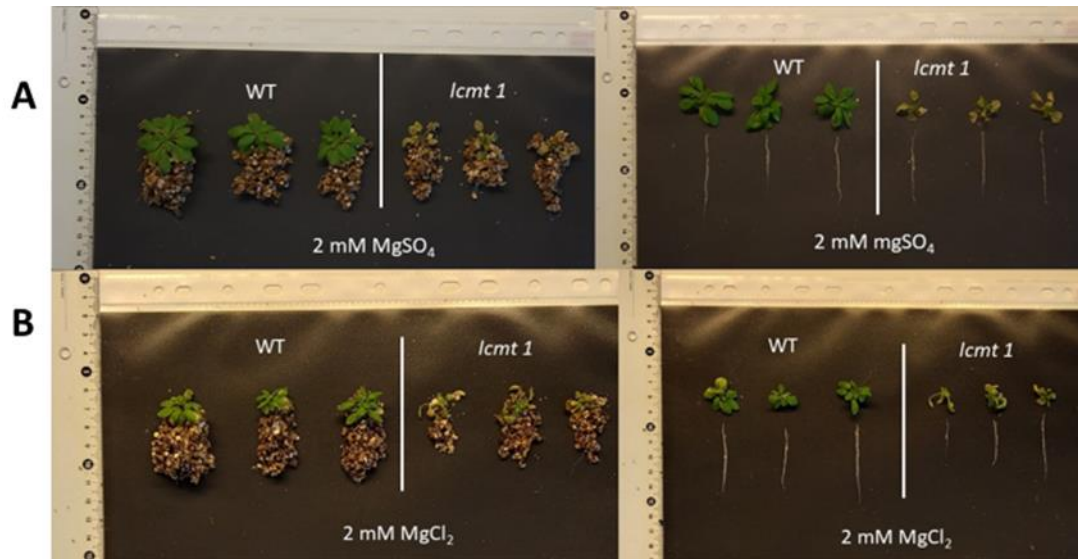 A
WT
lcmt 1
2 mM MgSO₄
WT
lcmt 1
2 mM mgSO₄
B
WT
lcmt 1
2 mM MgCl₂
WT
lcmt 1
2 mM MgCl₂